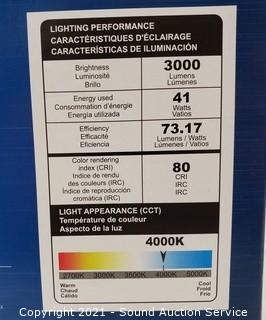 LIGHTING PERFORMANCE
CARACTÉRISTIQUES D'ÉCLAIRAGE
CARACTERÍSTICAS DE ILUMINACIÓN
Brightness
Luminosité
Brillo
3000
Lumens
Lúmenes
Energy used
Consommation d'énergie
Energía utilizada
41
Watts
Vatios
Efficiency
Efficacité
Eficiencia
73.17
Lumens / Watts
Lúmenes / Vatios
Color rendering
index (CRI)
Indice de rendu
des couleurs (IRC)
Índice de reproducción
cromática (IRC)
80
CRI
IRC
IRC
LIGHT APPEARANCE (CCT)
Température de couleur
Aspecto de la luz
4000K
2700K 3000K 3500K 4000K 5000K
Warm
Chaud
Cálido
Cool
Froid
Frío
Copyright 2021 - Sound Auction Service